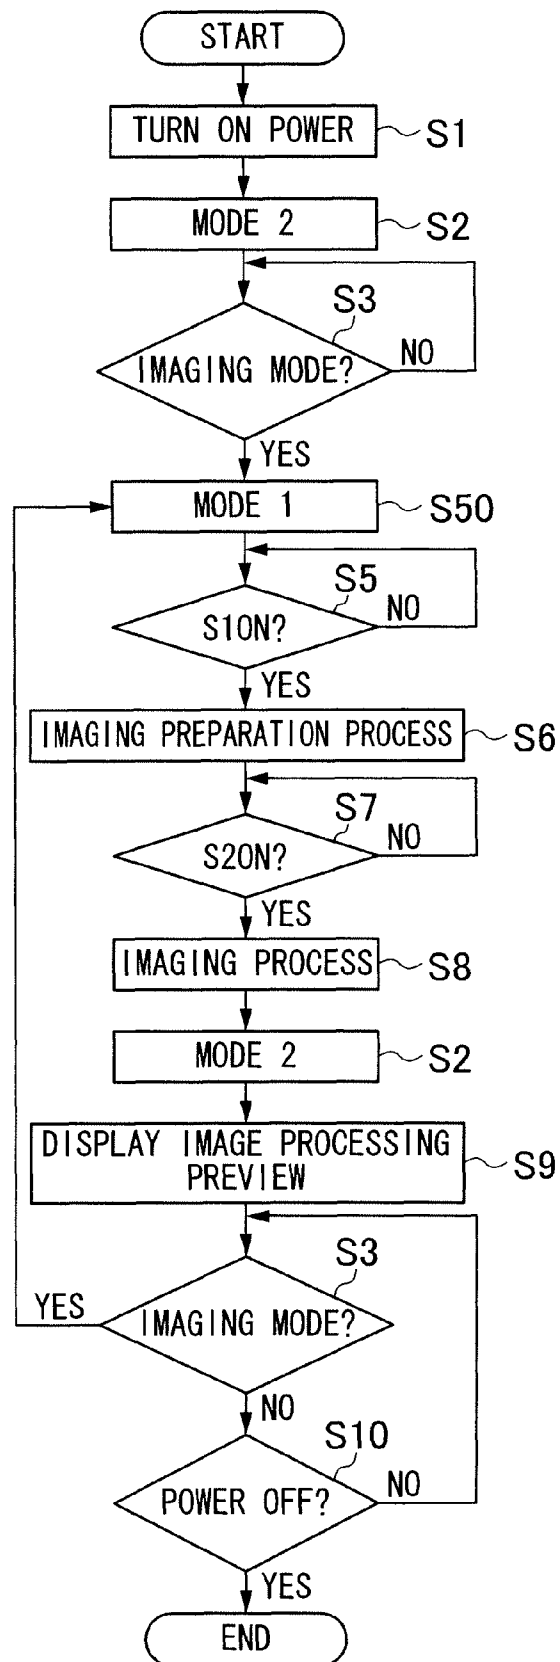 START
TURN ON POWER
S1
MODE 2
S2
S3
IMAGING MODE?
NO
YES
MODE 1
S50
S5
S1ON?
NO
YES
IMAGING PREPARATION PROCESS
S6
S7
S2ON?
NO
YES
IMAGING PROCESS
S8
MODE 2
S2
DISPLAY IMAGE PROCESSING
PREVIEW
S9
S3
YES
IMAGING MODE?
NO
S10
POWER OFF?
NO
YES
END